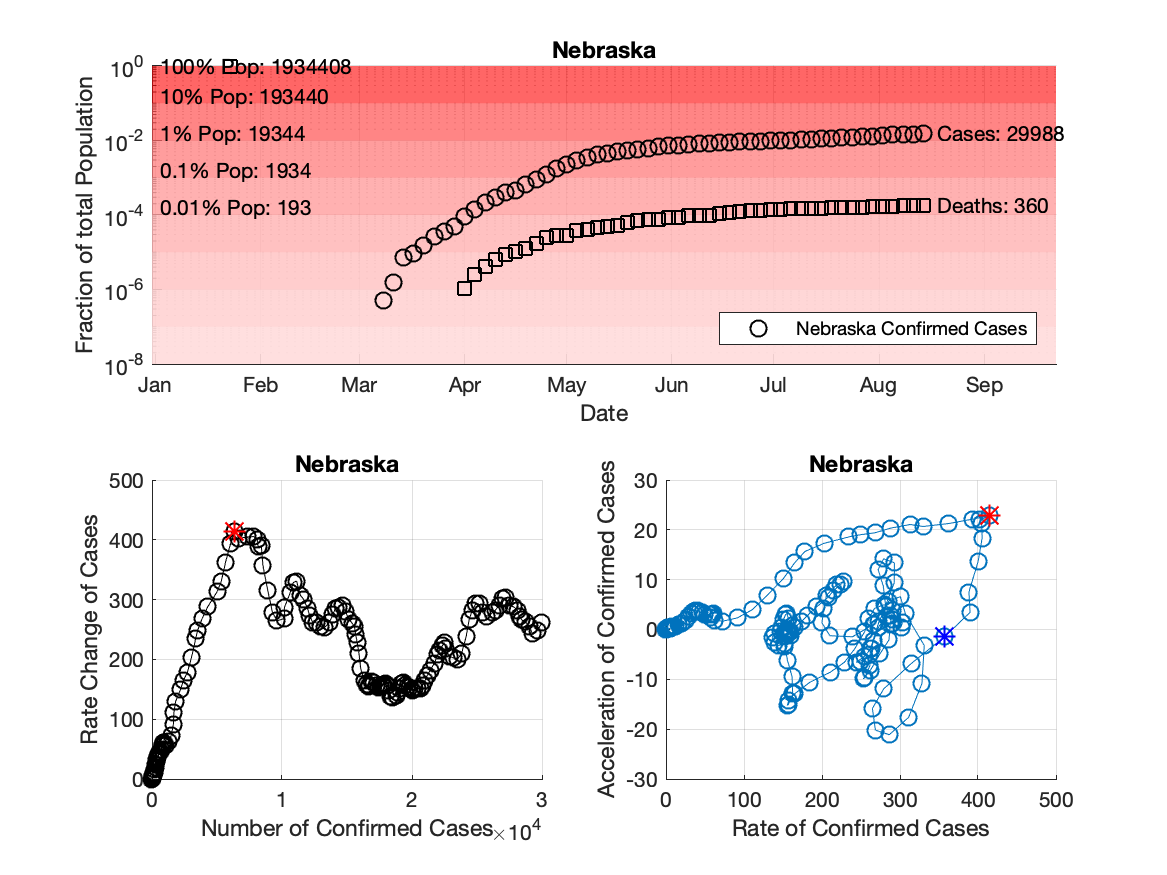 Nebraska
Fraction of total Population
10^0
10^-2
10^-4
10^-6
10^-8
100% Pop: 1934408
10% Pop: 193440
1% Pop: 19344
0.1% Pop: 1934
0.01% Pop: 193
Cases: 29988
Deaths: 360
Nebraska Confirmed Cases
Jan Feb Mar Apr May Jun Jul Aug Sep
Date
Nebraska
Rate Change of Cases
500
400
300
200
100
0
0 1 2 3
Number of Confirmed Cases ×10^4
Nebraska
Acceleration of Confirmed Cases
30
20
10
0
-10
-20
-30
0 100 200 300 400 500
Rate of Confirmed Cases